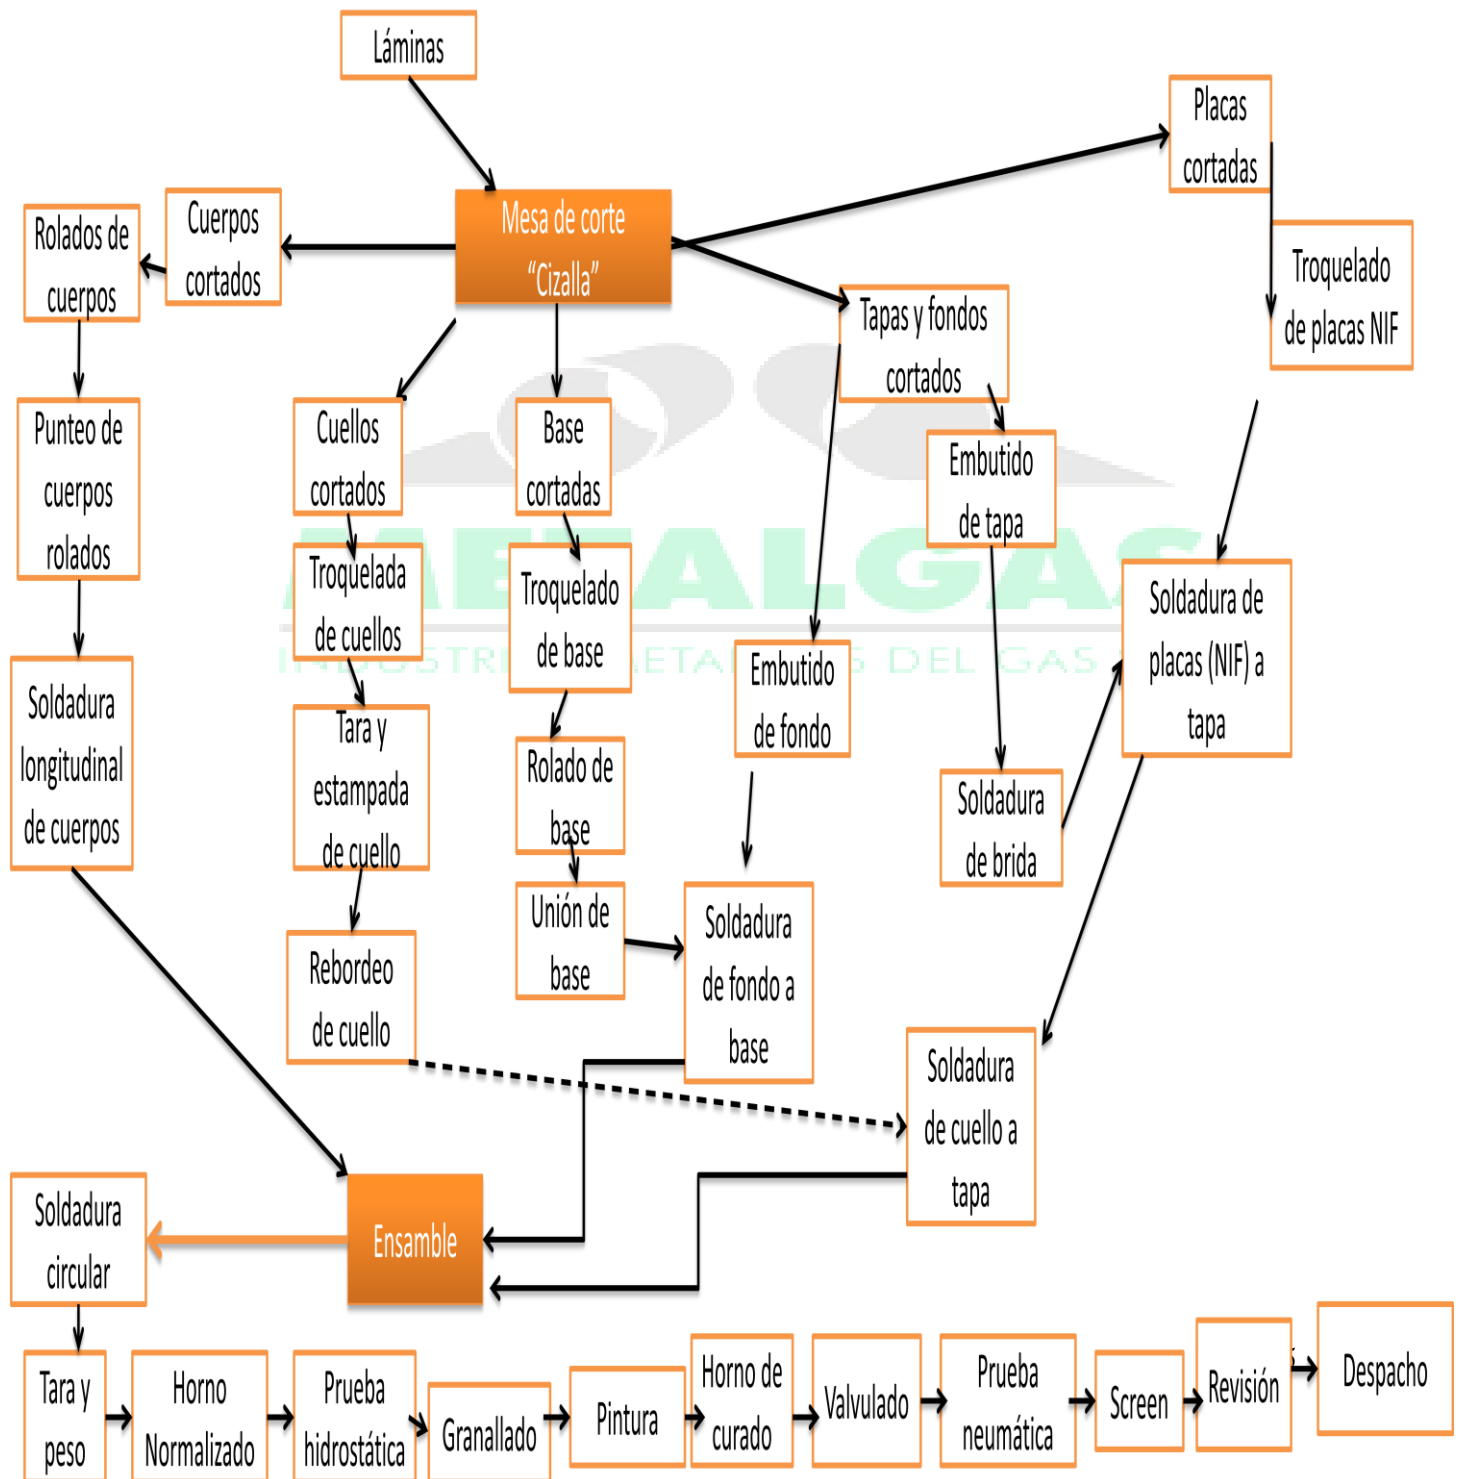 Láminas
Placas
cortadas
Mesa de corte
“Cizalla”
Cuerpos
cortados
Rolados de
cuerpos
Troquelado
de placas NIF
Tapas y fondos
cortados
Punteo de
cuerpos
rolados
Cuellos
cortados
Base
cortadas
Embutido
de tapa
METALGAS
Troquelada
de cuellos
Troquelado
de base
Soldadura de
placas (NIF) a
tapa
Embutido
de fondo
Soldadura
longitudinal
de cuerpos
Tara y
estampada
de cuello
Rolado de
base
Soldadura
de brida
Unión de
base
Soldadura
de fondo a
base
Rebordeo
de cuello
Soldadura
de cuello a
tapa
Soldadura
circular
Ensamble
Tara y
peso
Horno
Normalizado
Prueba
hidrostática
Granallado
Pintura
Horno de
curado
Valvulado
Prueba
neumática
Screen
Revisión
Despacho